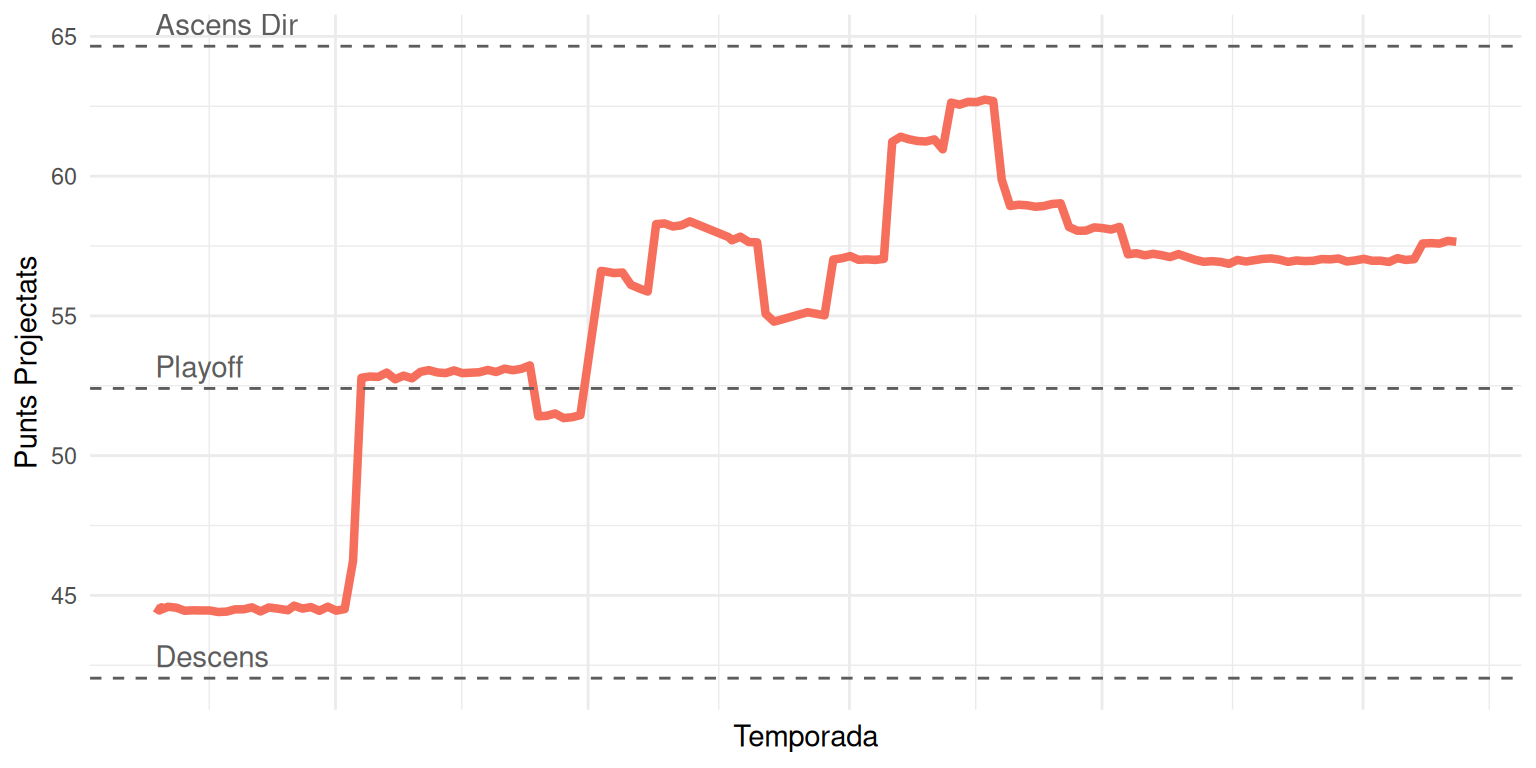 Ascens Dir
65
60
55
Playoff
50
45
Descens
Punts Projectats
Temporada